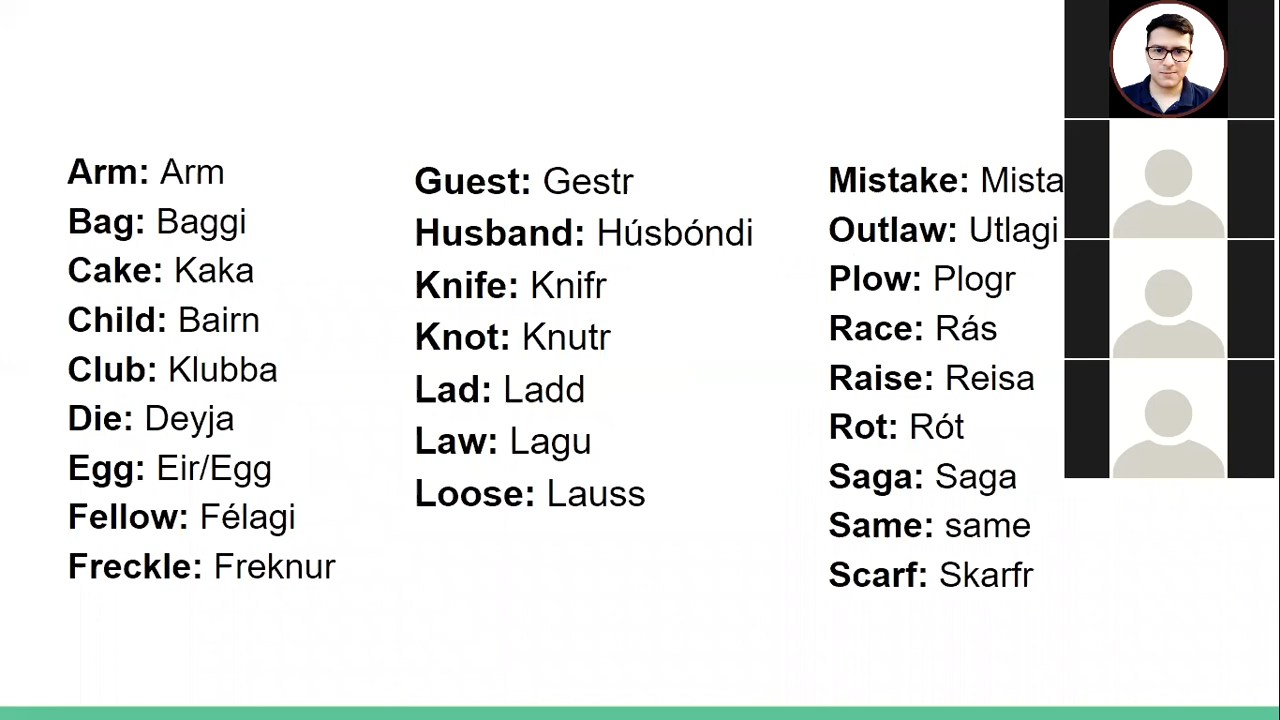 Arm: Arm
Bag: Baggi
Cake: Kaka
Child: Bairn
Club: Klubba
Die: Deyja
Egg: Eir/Egg
Fellow: Félagi
Freckle: Freknur
Guest: Gestr
Husband: Húsbóndi
Knife: Knifr
Knot: Knutr
Lad: Ladd
Law: Lagu
Loose: Lauss
Mistake: Mista
Outlaw: Utlagi
Plow: Plogr
Race: Rás
Raise: Reisa
Rot: Rót
Saga: Saga
Same: same
Scarf: Skarfr